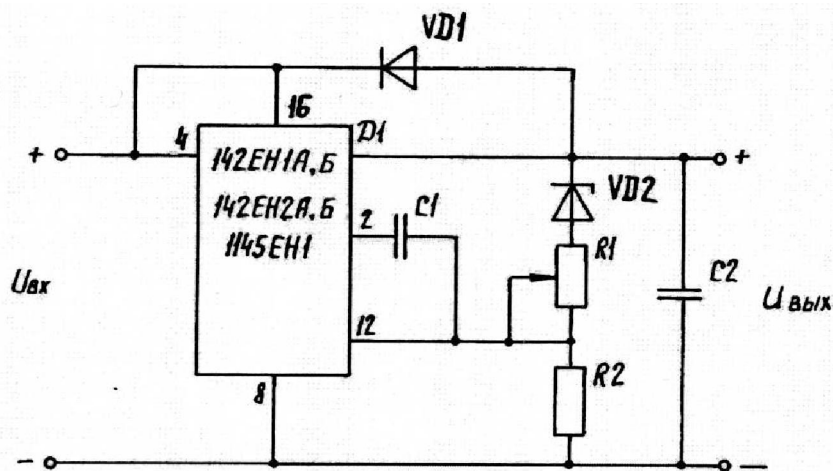 VD1
16
4
D1
+
+
142ЕН1А,Б
142ЕН2А,Б
1145ЕН1
2
C1
VD2
R1
C2
Uвх
Uвых
12
R2
8
−
−